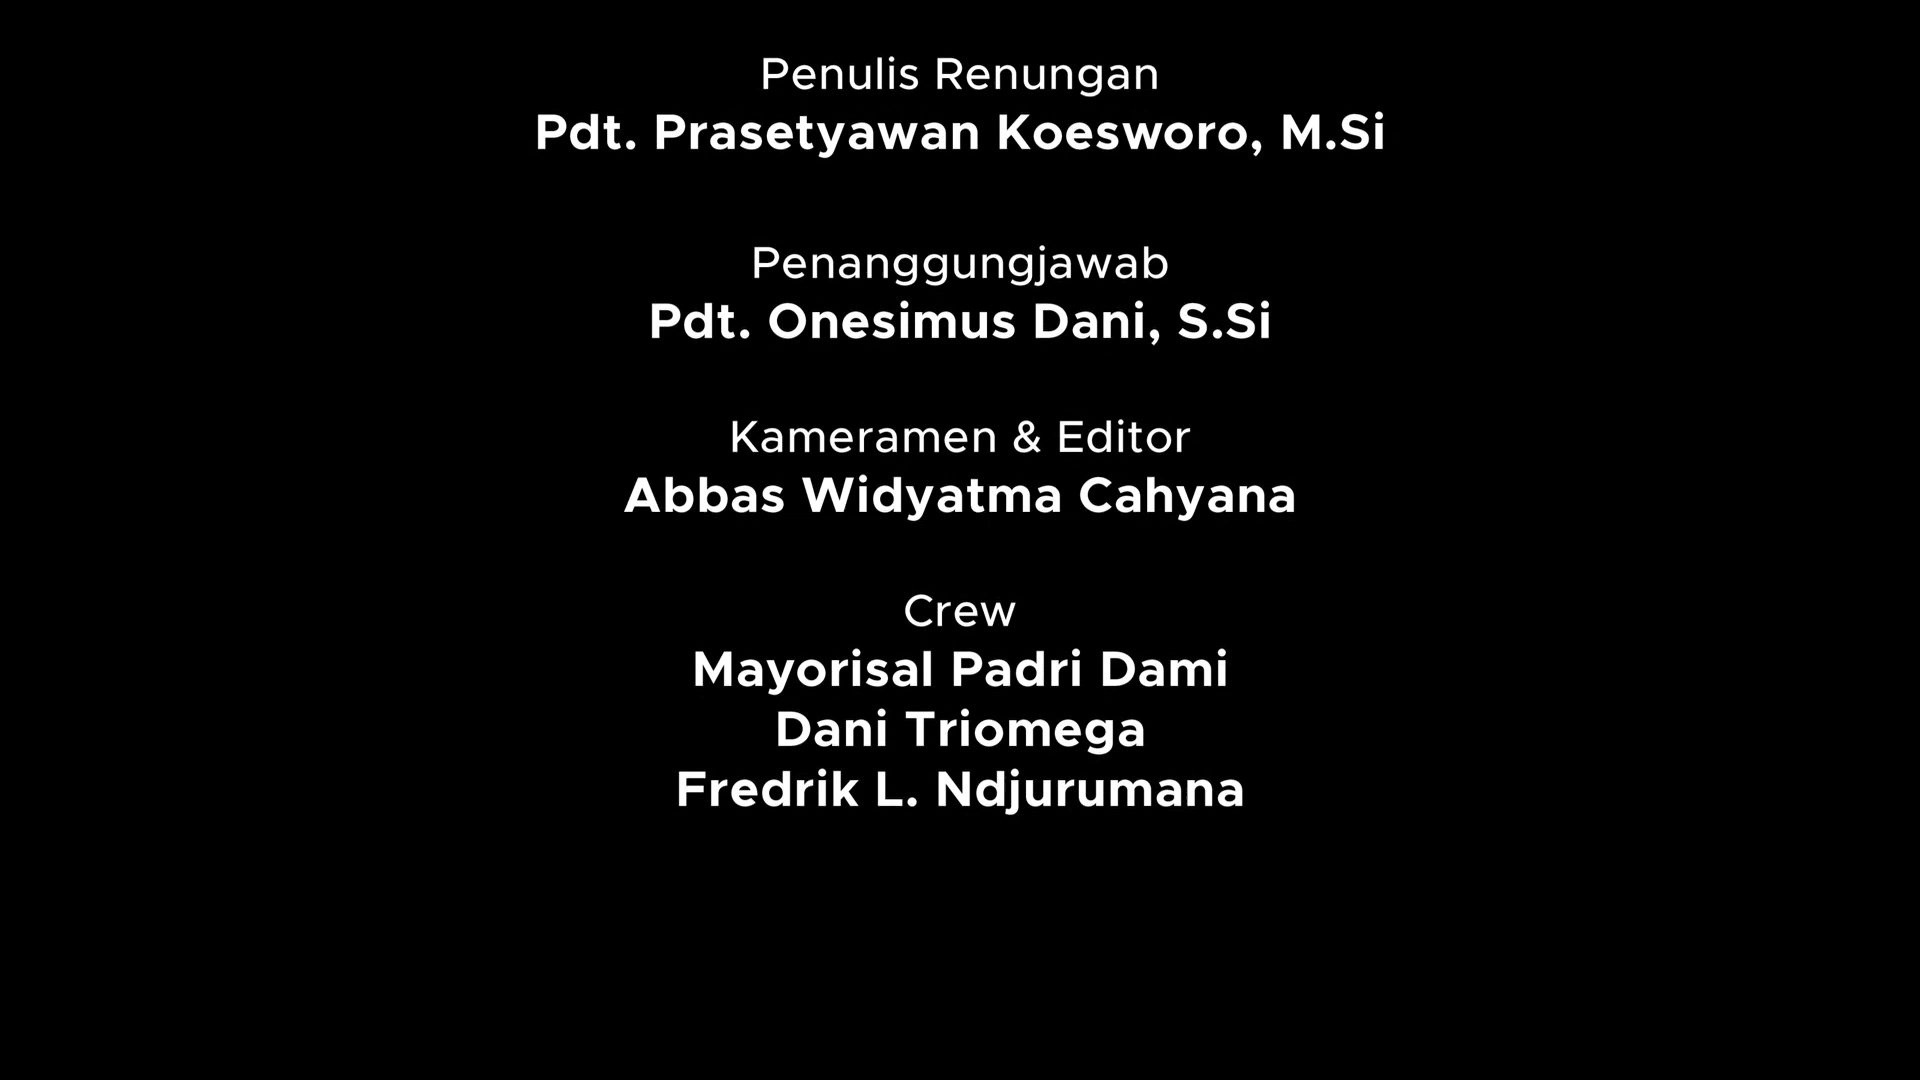 Penulis Renungan
Pdt. Prasetyawan Koesworo, M.Si
Penanggungjawab
Pdt. Onesimus Dani, S.Si
Kameramen & Editor
Abbas Widyatma Cahyana
Crew
Mayorisal Padri Dami
Dani Triomega
Fredrik L. Ndjurumana